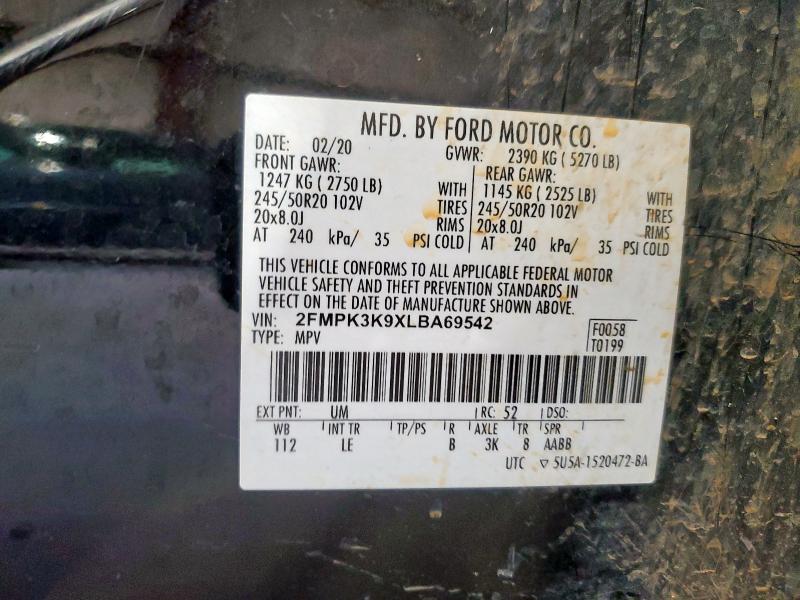 MFD. BY FORD MOTOR CO.
DATE: 02/20 GVWR: 2390 KG ( 5270 LB)
FRONT GAWR: REAR GAWR:
1247 KG ( 2750 LB) WITH 1145 KG ( 2525 LB) WITH
245/50R20 102V TIRES 245/50R20 102V TIRES
20x8.0J RIMS 20x8.0J RIMS
AT 240 kPa/ 35 PSI COLD AT 240 kPa/ 35 PSI COLD
THIS VEHICLE CONFORMS TO ALL APPLICABLE FEDERAL MOTOR
VEHICLE SAFETY AND THEFT PREVENTION STANDARDS IN
EFFECT ON THE DATE OF MANUFACTURE SHOWN ABOVE.
VIN: 2FMPK3K9XLBA69542 F0058
TYPE: MPV T0199
EXT PNT: UM RC: 52 DSO:
WB INT TR TP/PS R AXLE TR SPR
112 LE B 3K 8 AABB
UTC ▽ 5U5A-1520472-BA